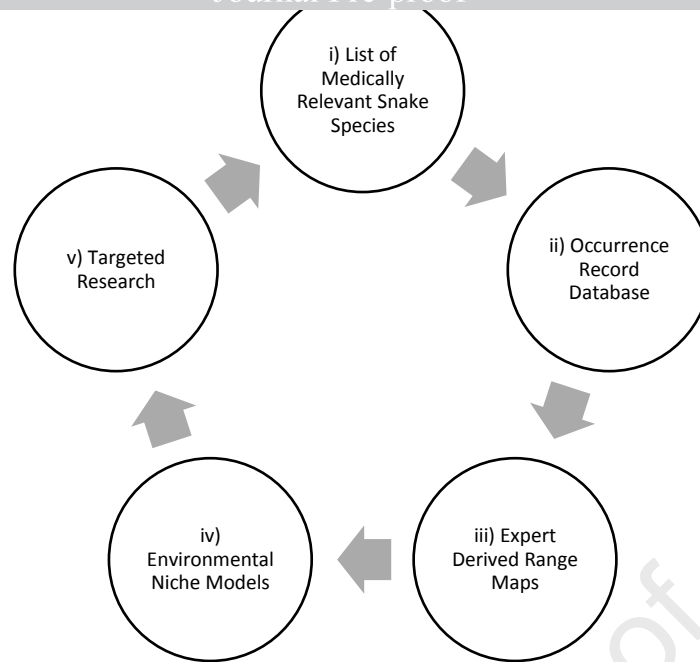 i) List of
Medically
Relevant Snake
Species
ii) Occurrence
Record
Database
iii) Expert
Derived Range
Maps
iv)
Environmental
Niche Models
v) Targeted
Research